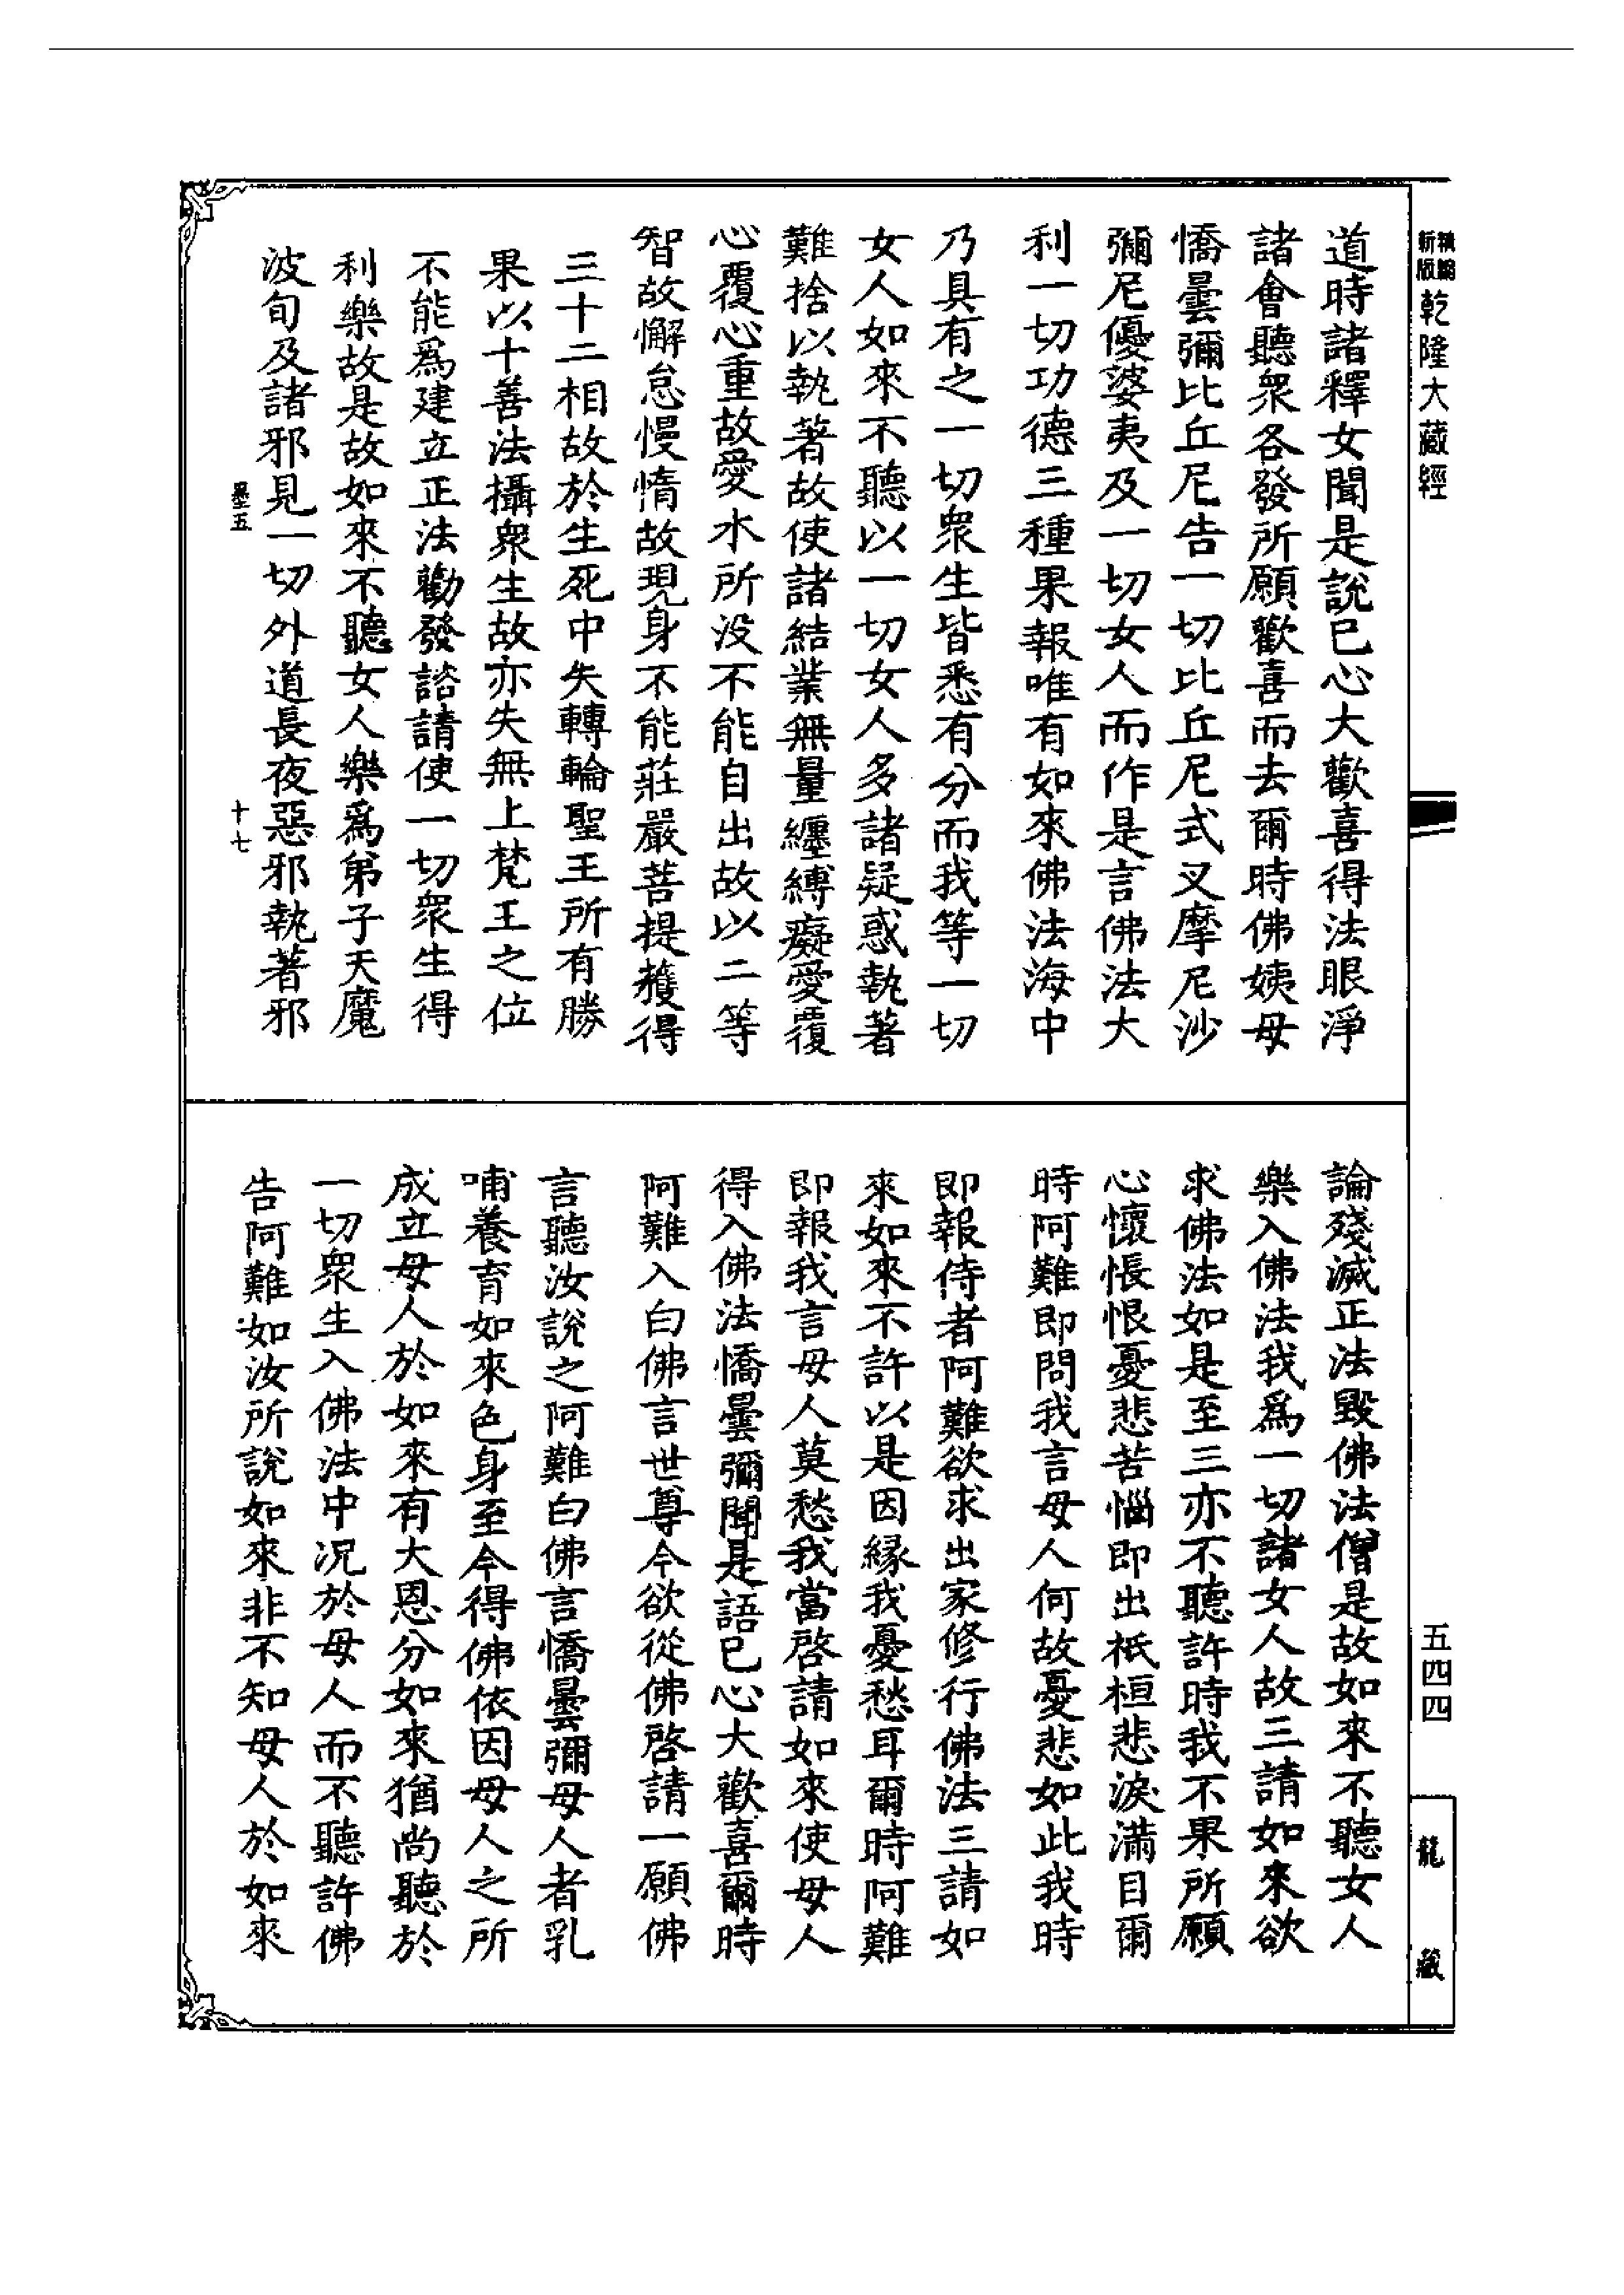 新編
縮版
乾隆大藏經
道時諸釋女聞是說已心大歡喜得法眼淨
諸會聽衆各發所願歡喜而去爾時佛姨母
憍曇彌比丘尼告一切比丘尼式叉摩尼沙
彌尼優婆夷及一切女人而作是言佛法大
利一切功德三種果報唯有如來佛法海中
乃具有之一切衆生皆悉有分而我等一切
女人如來不聽以一切女人多諸疑惑執著
難捨以執著故使諸結業無量纏縛癡愛覆
心覆心重故愛水所没不能自出故以二等
智故懈怠慢惰故現身不能莊嚴菩提獲得
三十二相故於生死中失轉輪聖王所有勝
果以十善法攝衆生故亦失無上梵王之位
不能爲建立正法勸發諮請使一切衆生得
利樂故是故如來不聽女人樂爲弟子天魔
波旬及諸邪見一切外道長夜惡邪執著邪
墨五
十七
論殘滅正法毀佛法僧是故如來不聽女人
樂入佛法我爲一切諸女人故三請如來欲
求佛法如是至三亦不聽許時我不果所願
心懷悵恨憂悲苦惱即出祇桓悲淚滿目爾
時阿難即問我言母人何故憂悲如此我時
即報侍者阿難欲求出家修行佛法三請如
來如來不許以是因緣我憂愁耳爾時阿難
即報我言母人莫愁我當啓請如來使母人
得入佛法憍曇彌聞是語已心大歡喜爾時
阿難入白佛言世尊今欲從佛啓請一願佛
言聽汝說之阿難白佛言憍曇彌母人者乳
哺養育如來色身至今得佛依因母人之所
成立母人於如來有大恩分如來猶尚聽於
一切衆生入佛法中况於母人而不聽許佛
告阿難如汝所說如來非不知母人於如來
五四四
龍藏